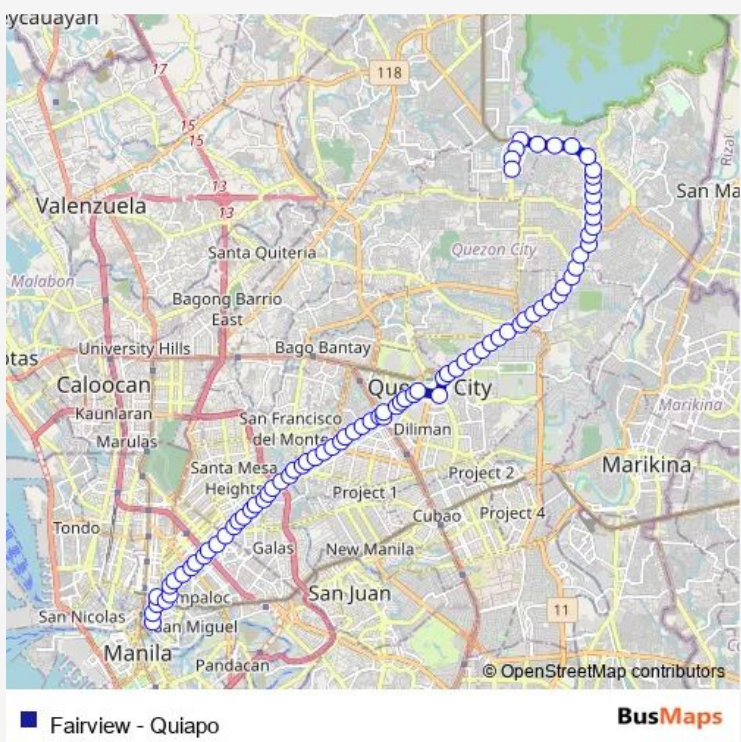 eycauayan
17
118
15
15
Rizal
13
13
San Ma
Valenzuela
Santa Quiteria
Quezon City
Malabon
Bagong Barrio
East
University Hills
Bago Bantay
otas
Caloocan
Que City
Kaunlaran
Marikina
San Francisco
del Monte
Diliman
Marulas
Santa Mesa
Heights
Project 2
Marikina
Project 1
Tondo
Cubao
Project 4
Galas
New Manila
mpaloc
San Juan
11
San Nicolas
San Miguel
Manila
Pandacan
© OpenStreetMap contributors
Fairview - Quiapo
BusMaps